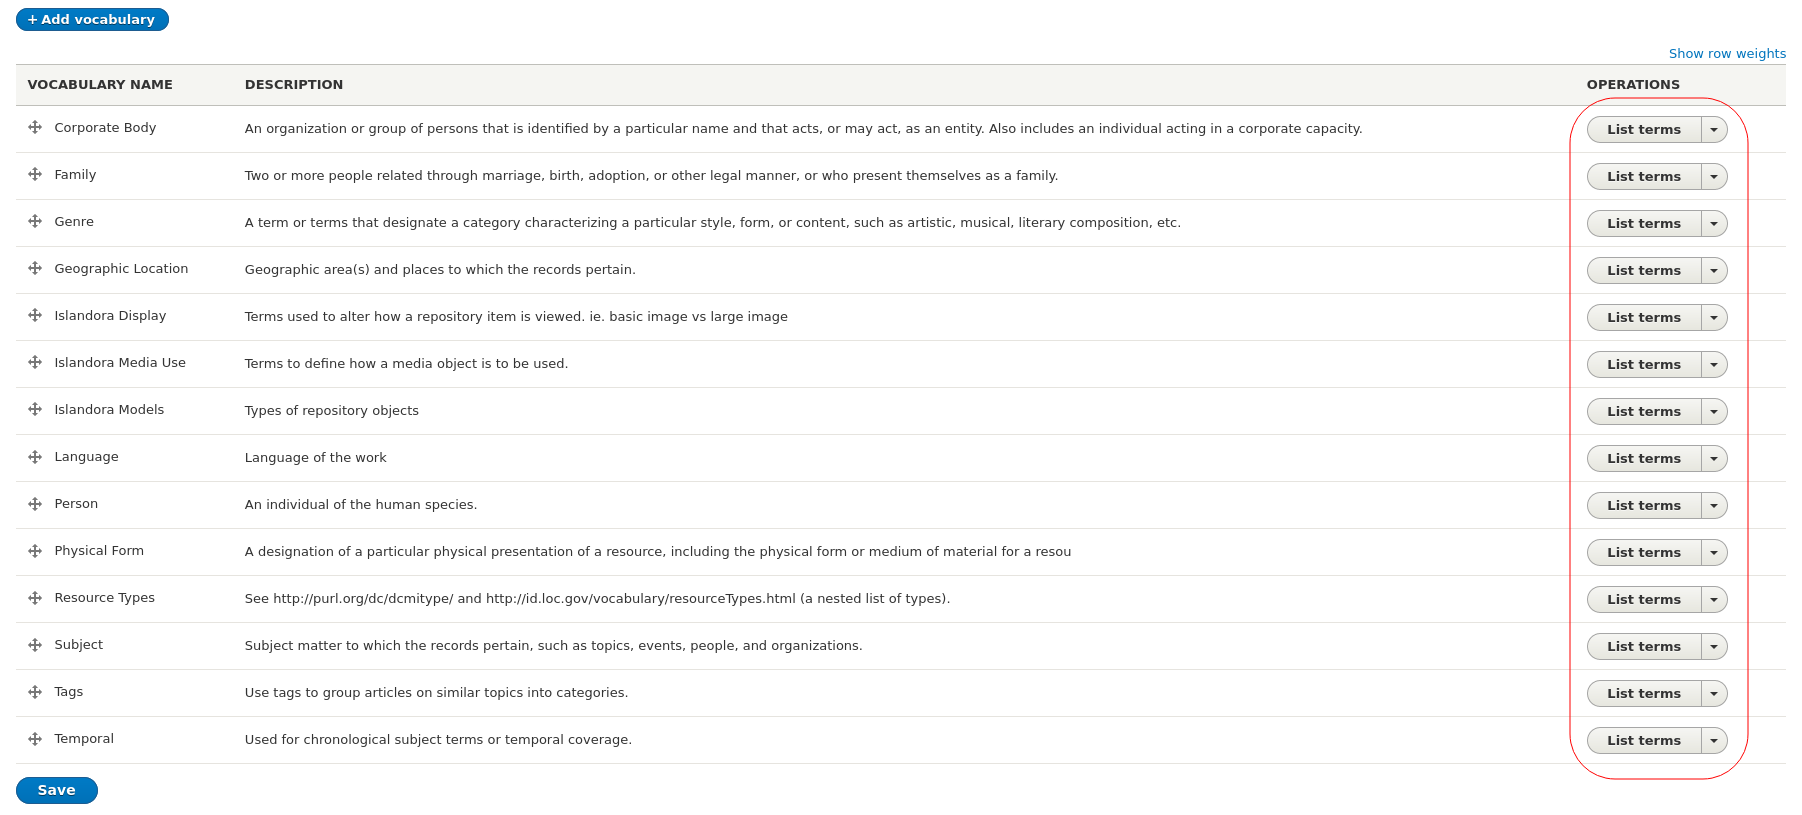 + Add vocabulary
Show row weights
VOCABULARY NAME DESCRIPTION OPERATIONS
Corporate Body An organization or group of persons that is identified by a particular name and that acts, or may act, as an entity. Also includes an individual acting in a corporate capacity. List terms
Family Two or more people related through marriage, birth, adoption, or other legal manner, or who present themselves as a family. List terms
Genre A term or terms that designate a category characterizing a particular style, form, or content, such as artistic, musical, literary composition, etc. List terms
Geographic Location Geographic area(s) and places to which the records pertain. List terms
Islandora Display Terms used to alter how a repository item is viewed. ie. basic image vs large image List terms
Islandora Media Use Terms to define how a media object is to be used. List terms
Islandora Models Types of repository objects List terms
Language Language of the work List terms
Person An individual of the human species. List terms
Physical Form A designation of a particular physical presentation of a resource, including the physical form or medium of material for a resou List terms
Resource Types See http://purl.org/dc/dcmitype/ and http://id.loc.gov/vocabulary/resourceTypes.html (a nested list of types). List terms
Subject Subject matter to which the records pertain, such as topics, events, people, and organizations. List terms
Tags Use tags to group articles on similar topics into categories. List terms
Temporal Used for chronological subject terms or temporal coverage. List terms
Save